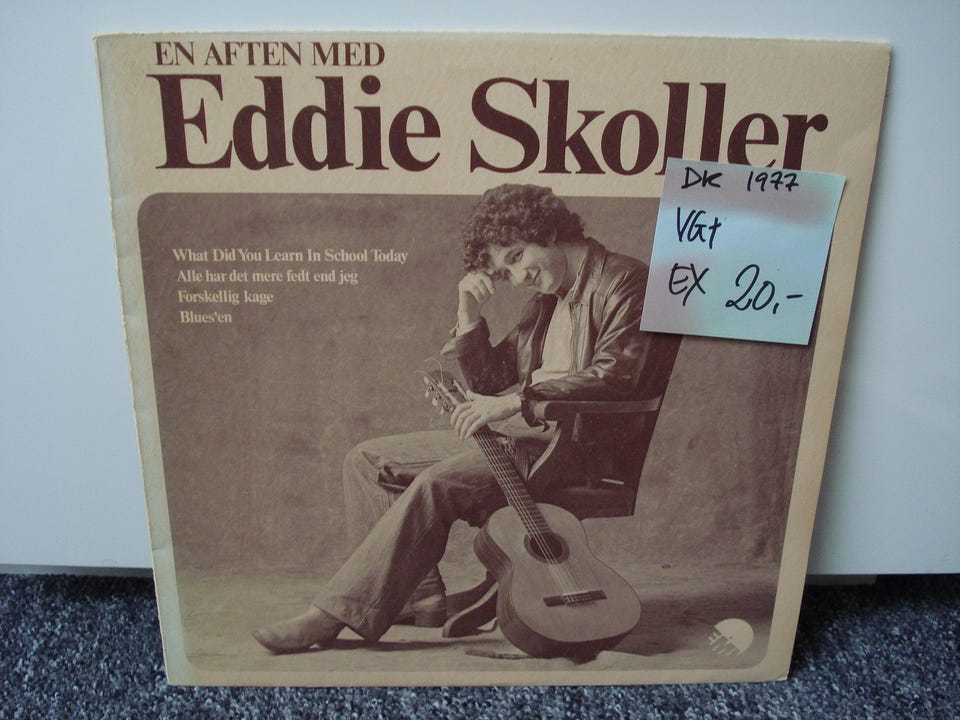 EN AFTEN MED
Eddie Skoller
DK 1977
VG+
EX 20,-
What Did You Learn In School Today
Alle har det mere fedt end jeg
Forskellig kage
Blues'en
EMI